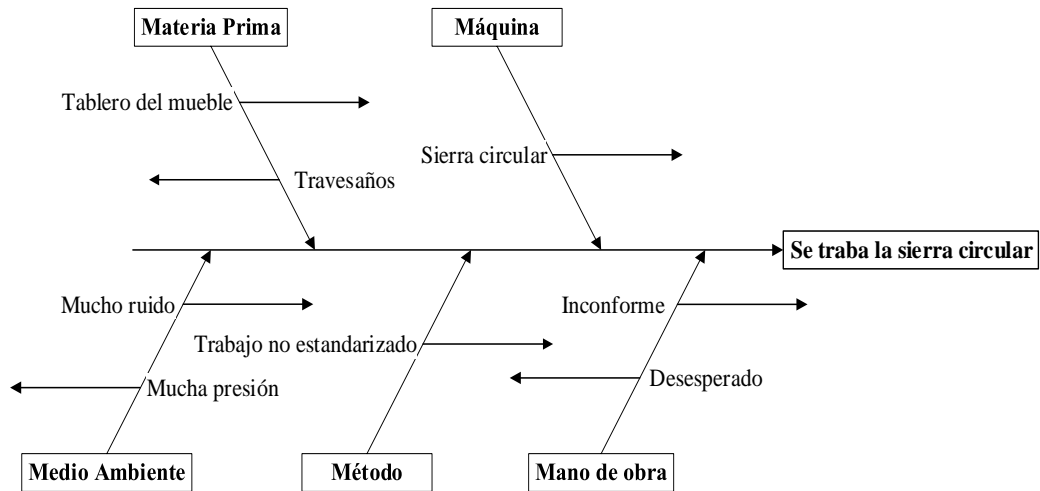 Materia Prima
Máquina
Tablero del mueble
Sierra circular
Travesaños
Se traba la sierra circular
Mucho ruido
Inconforme
Trabajo no estandarizado
Mucha presión
Desesperado
Medio Ambiente
Método
Mano de obra